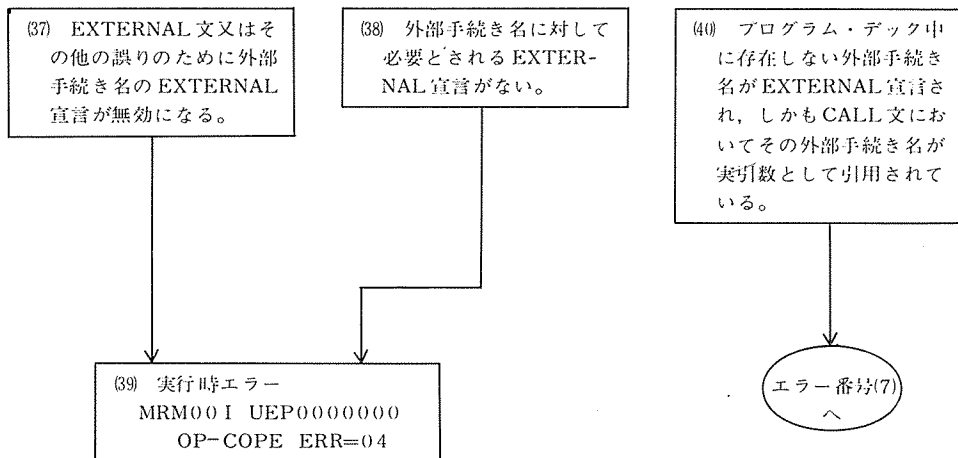 (37) EXTERNAL文又はそ
の他の誤りのために外部
手続き名のEXTERNAL
宣言が無効になる。
(38) 外部手続き名に対して
必要とされるEXTER-
NAL宣言がない。
(40) プログラム・デック中
に存在しない外部手続き
名がEXTERNAL宣言さ
れ，しかもCALL文にお
いてその外部手続き名が
実引数として引用されて
いる。
(39) 実行時エラー
MRM00I UEP0000000
OP-COPE ERR=04
エラー番号(7)
へ